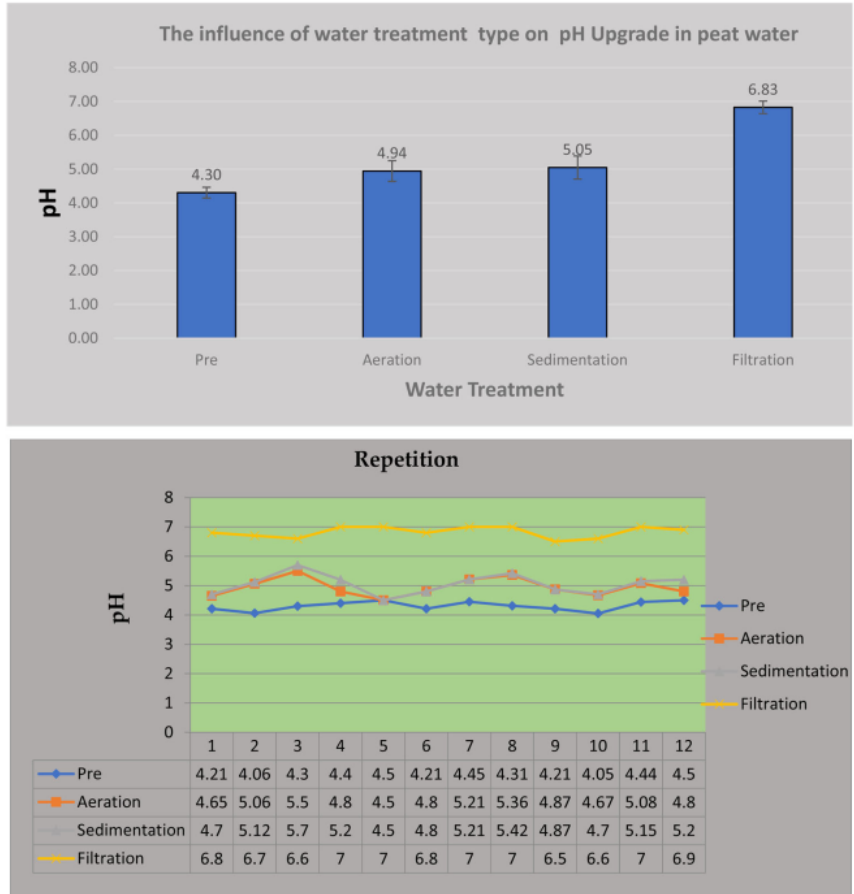 The influence of water treatment type on pH Upgrade in peat water
8.00
7.00
6.00
5.00
4.00
3.00
2.00
1.00
0.00
pH
4.30
4.94
5.05
6.83
Pre Aeration Sedimentation Filtration
Water Treatment
Repetition
8
7
6
5
4
3
2
1
0
pH
Pre
Aeration
Sedimentation
Filtration
1 2 3 4 5 6 7 8 9 10 11 12
Pre 4.21 4.06 4.3 4.4 4.5 4.21 4.45 4.31 4.21 4.05 4.44 4.5
Aeration 4.65 5.06 5.5 4.8 4.5 4.8 5.21 5.36 4.87 4.67 5.08 4.8
Sedimentation 4.7 5.12 5.7 5.2 4.5 4.8 5.21 5.42 4.87 4.7 5.15 5.2
Filtration 6.8 6.7 6.6 7 7 6.8 7 7 6.5 6.6 7 6.9